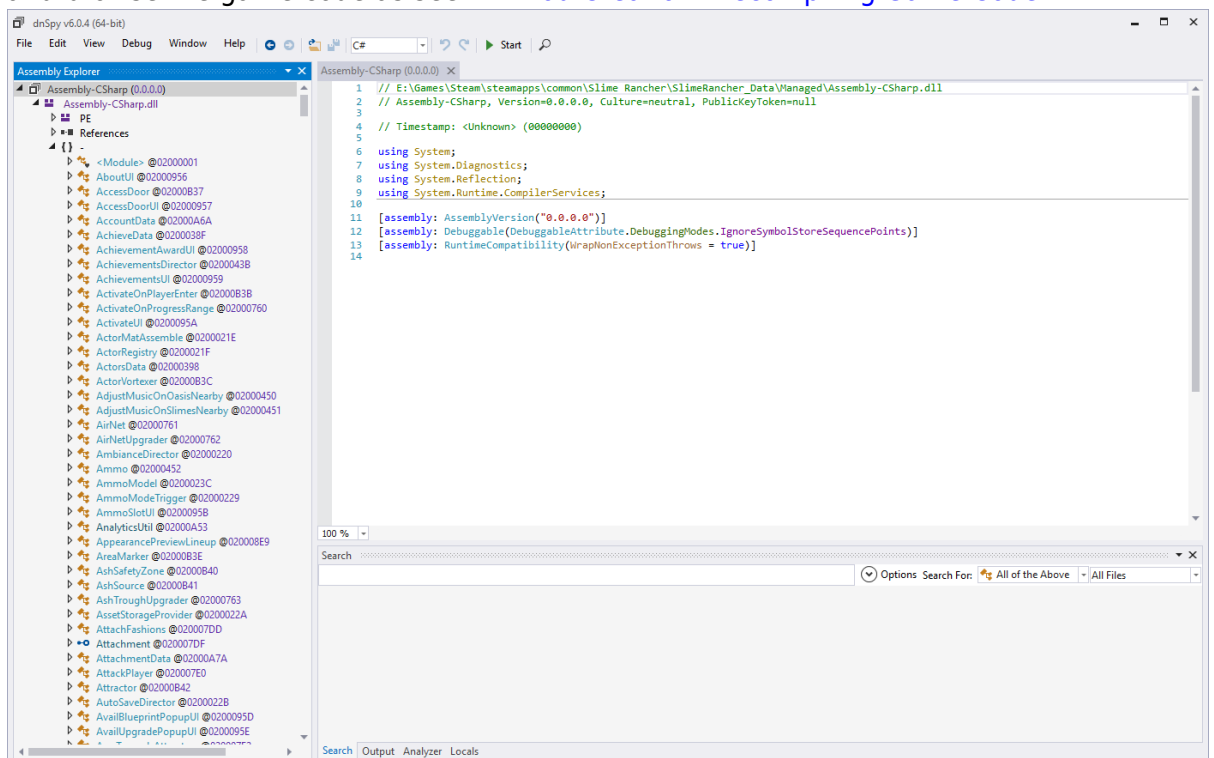 dnSpy v6.0.4 (64-bit)
File Edit View Debug Window Help C# Start
Assembly Explorer
Assembly-CSharp (0.0.0.0)
Assembly-CSharp.dll
PE
References
{ } -
<Module> @02000001
AboutUI @02000956
AccessDoor @02000B37
AccessDoorUI @02000957
AccountData @02000A6A
AchieveData @0200038F
AchievementAwardUI @02000958
AchievementsDirector @0200043B
AchievementsUI @02000959
ActivateOnPlayerEnter @02000B3B
ActivateOnProgressRange @02000760
ActivateUI @0200095A
ActorMatAssemble @0200021E
ActorRegistry @0200021F
ActorsData @02000398
ActorVortexer @02000B3C
AdjustMusicOnOasisNearby @02000450
AdjustMusicOnSlimesNearby @02000451
AirNet @02000761
AirNetUpgrader @02000762
AmbianceDirector @02000220
Ammo @02000452
AmmoModel @0200023C
AmmoModeTrigger @02000229
AmmoSlotUI @0200095B
AnalyticsUtil @02000A53
AppearancePreviewLineup @020008E9
AreaMarker @02000B3E
AshSafetyZone @02000B40
AshSource @02000B41
AshTroughUpgrader @02000763
AssetStorageProvider @0200022A
AttachFashions @020007DD
Attachment @020007DF
AttachmentData @02000A7A
AttackPlayer @020007E0
Attractor @02000B42
AutoSaveDirector @0200022B
AvailBlueprintPopupUI @0200095D
AvailUpgradePopupUI @0200095E
Assembly-CSharp (0.0.0.0)
1 // E:\Games\Steam\steamapps\common\Slime Rancher\SlimeRancher_Data\Managed\Assembly-CSharp.dll
2 // Assembly-CSharp, Version=0.0.0.0, Culture=neutral, PublicKeyToken=null
3
4 // Timestamp: <Unknown> (00000000)
5
6 using System;
7 using System.Diagnostics;
8 using System.Reflection;
9 using System.Runtime.CompilerServices;
10
11 [assembly: AssemblyVersion("0.0.0.0")]
12 [assembly: Debuggable(DebuggableAttribute.DebuggingModes.IgnoreSymbolStoreSequencePoints)]
13 [assembly: RuntimeCompatibility(WrapNonExceptionThrows = true)]
14
100 %
Search
Options Search For: All of the Above All Files
Search Output Analyzer Locals